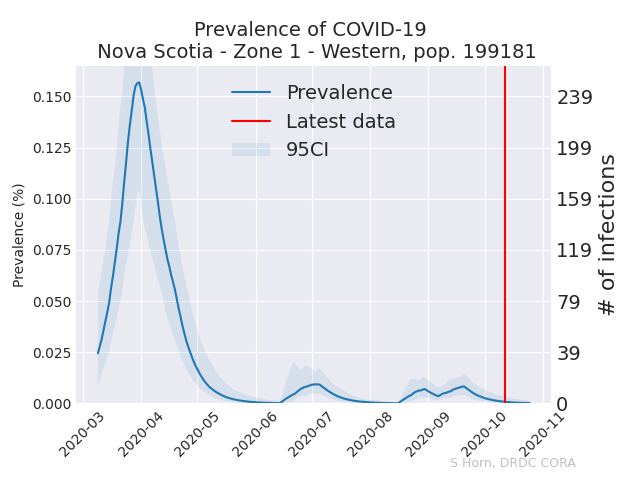 Prevalence of COVID-19
Nova Scotia - Zone 1 - Western, pop. 199181
Prevalence
Latest data
95CI
Prevalence (%)
0.150
0.125
0.100
0.075
0.050
0.025
0.000
239
199
159
119
79
39
0
# of infections
2020-03
2020-04
2020-05
2020-06
2020-07
2020-08
2020-09
2020-10
2020-11
S Horn, DRDC CORA